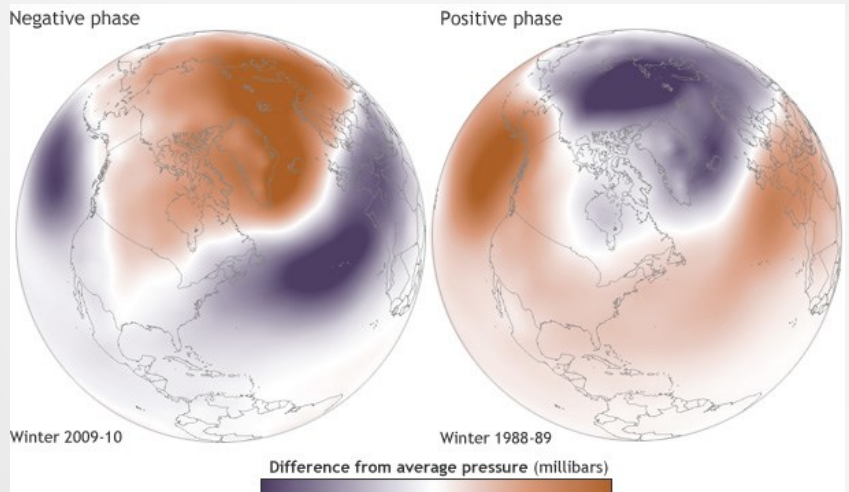 Negative phase
Positive phase
Winter 2009-10
Winter 1988-89
Difference from average pressure (millibars)